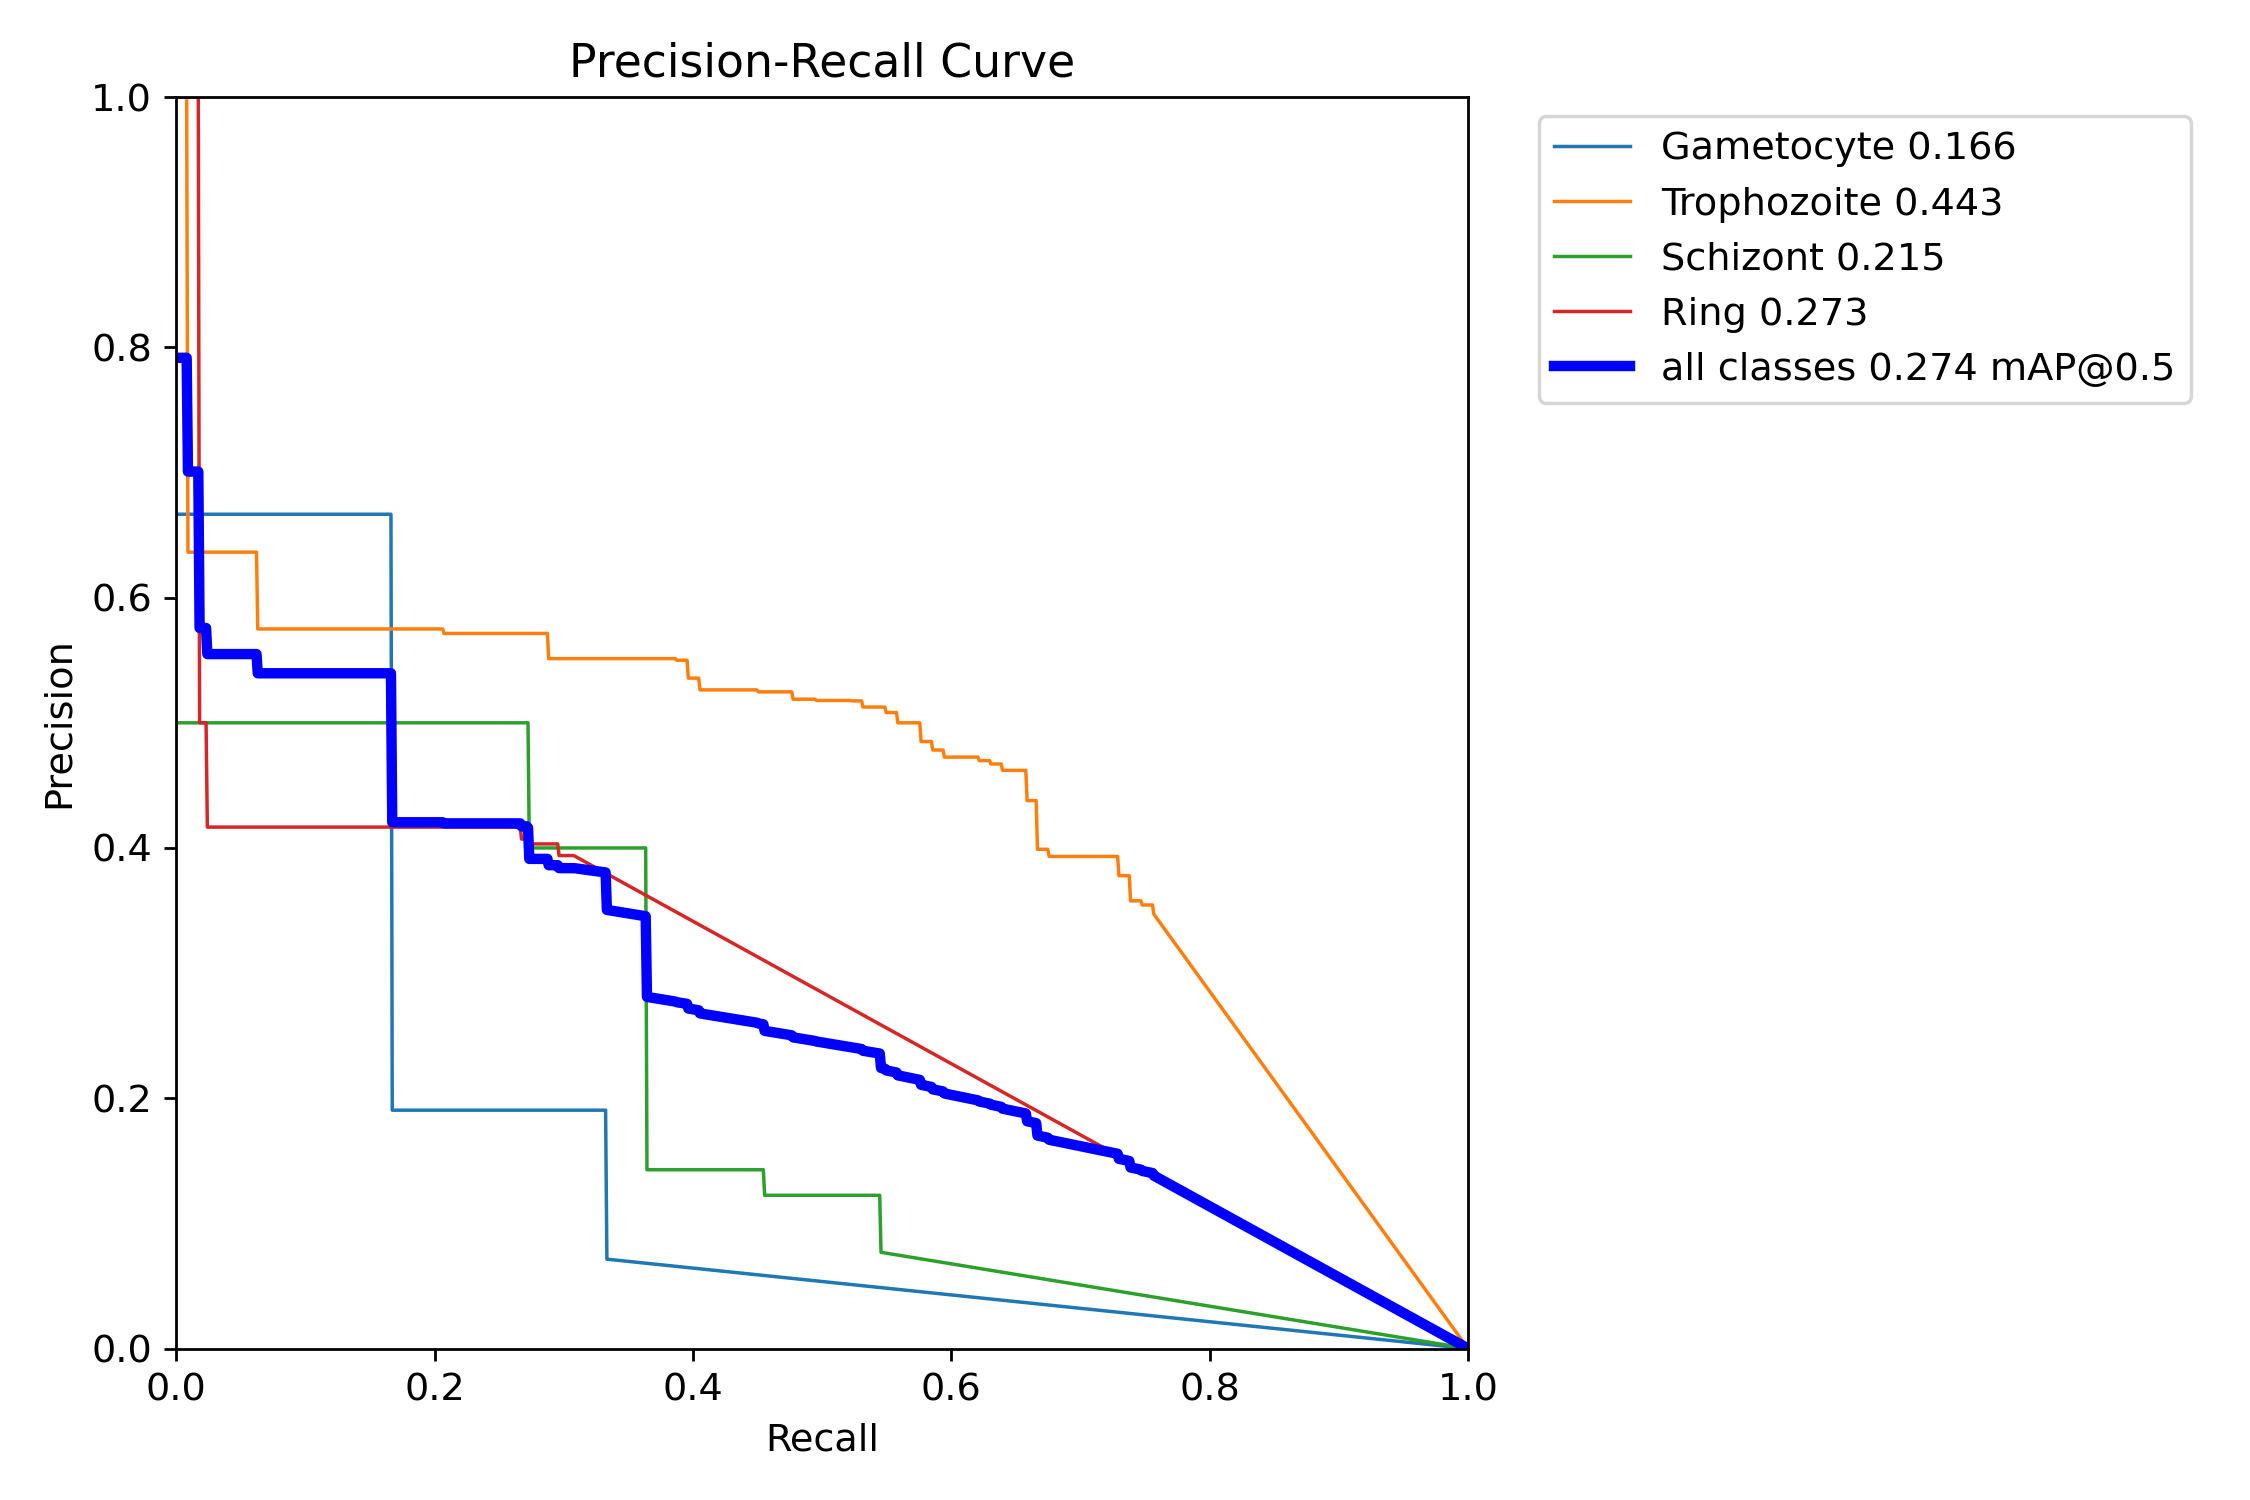 Precision-Recall Curve
1.0
0.8
0.6
0.4
0.2
0.0
Precision
0.0 0.2 0.4 0.6 0.8 1.0
Recall
Gametocyte 0.166
Trophozoite 0.443
Schizont 0.215
Ring 0.273
all classes 0.274 mAP@0.5